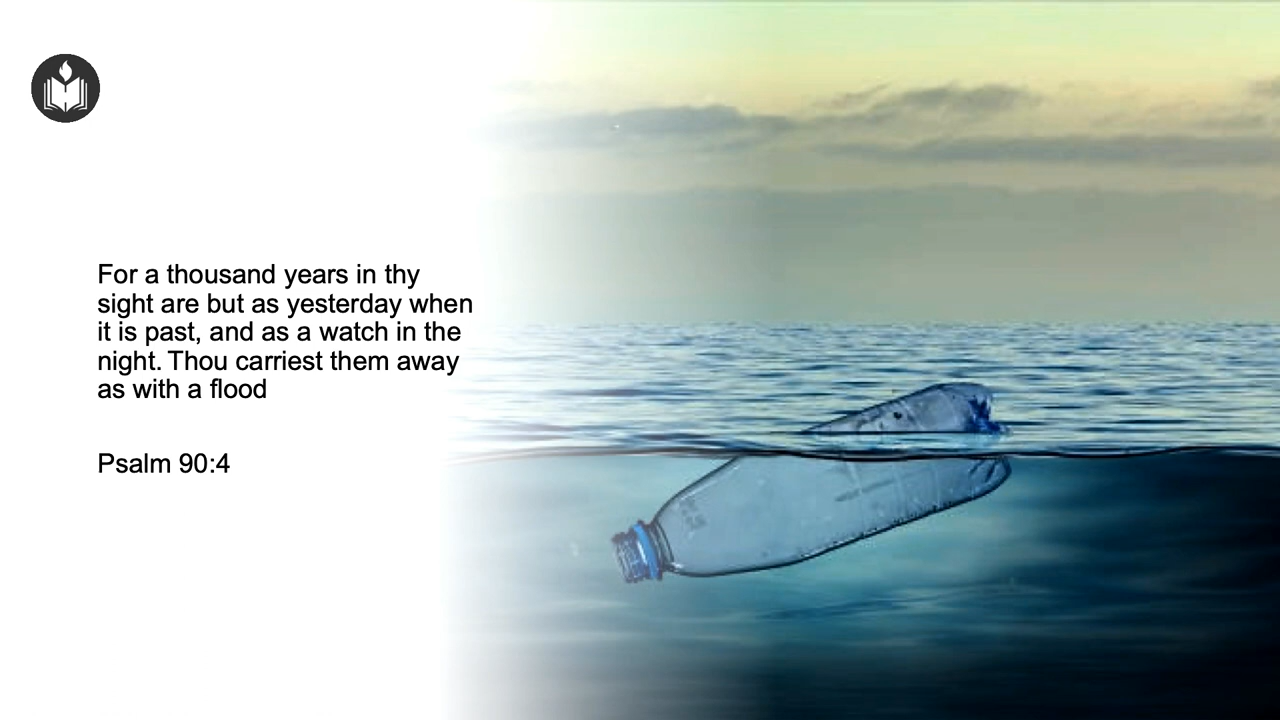 For a thousand years in thy
sight are but as yesterday when
it is past, and as a watch in the
night. Thou carriest them away
as with a flood
Psalm 90:4